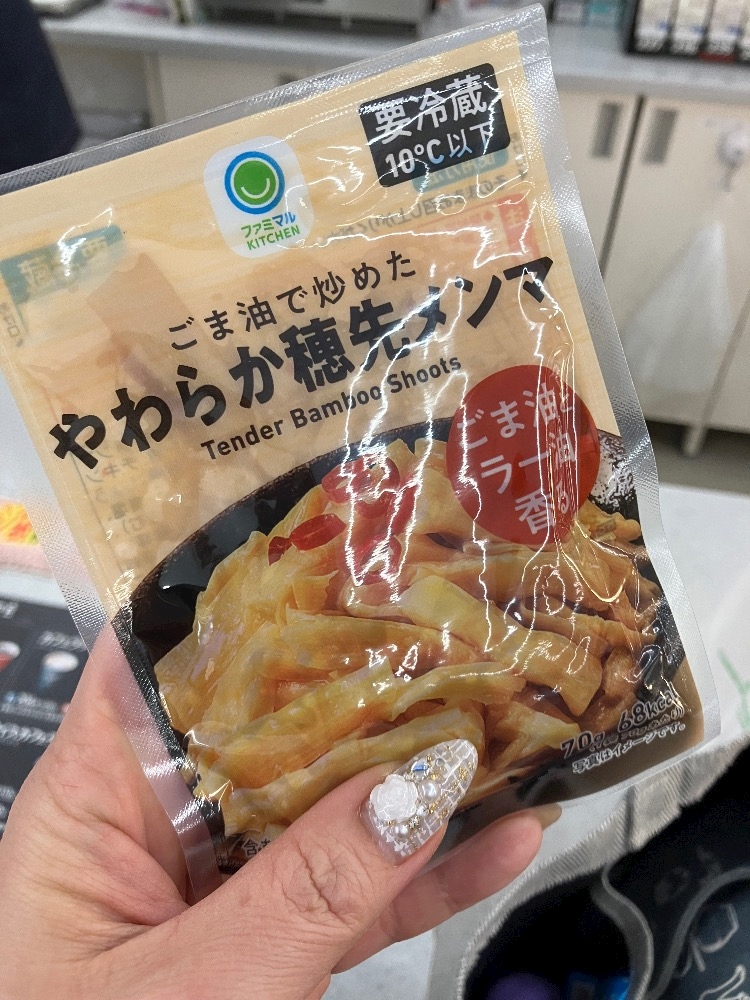 要冷蔵
10℃以下
ファミマル
KITCHEN
ごま油で炒めた
やわらか穂先メンマ
Tender Bamboo Shoots
ごま油と
ラー油
香る
70g 68kcal
写真はイメージです。